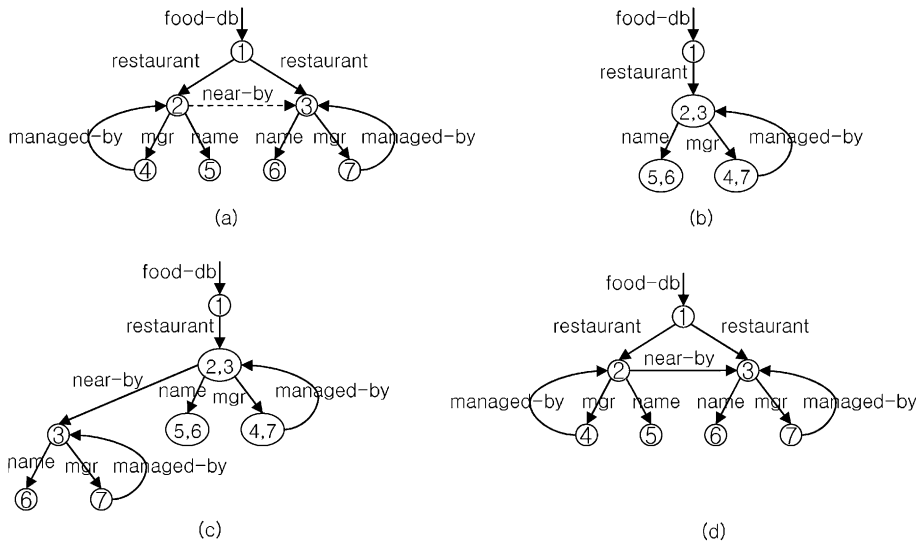 food-db
1
restaurant restaurant
2 near-by 3
managed-by mgr name name mgr managed-by
4 5 6 7
(a)
food-db
1
restaurant
2,3
name mgr managed-by
5,6 4,7
(b)
food-db
1
restaurant
2,3
near-by name mgr managed-by
3 5,6 4,7
name mgr managed-by
6 7
(c)
food-db
1
restaurant restaurant
2 near-by 3
managed-by mgr name name mgr managed-by
4 5 6 7
(d)